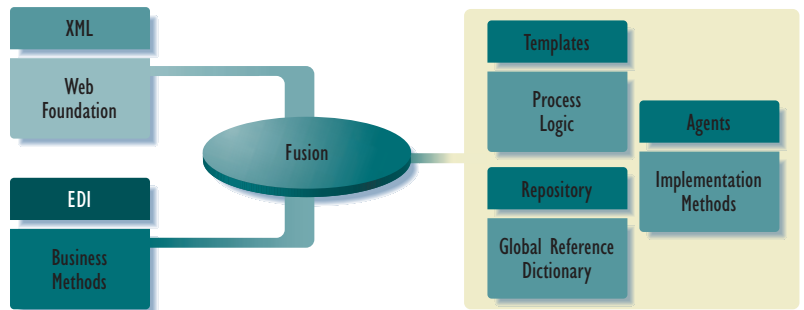 XML
Web
Foundation
EDI
Business
Methods
Fusion
Templates
Process
Logic
Repository
Global Reference
Dictionary
Agents
Implementation
Methods